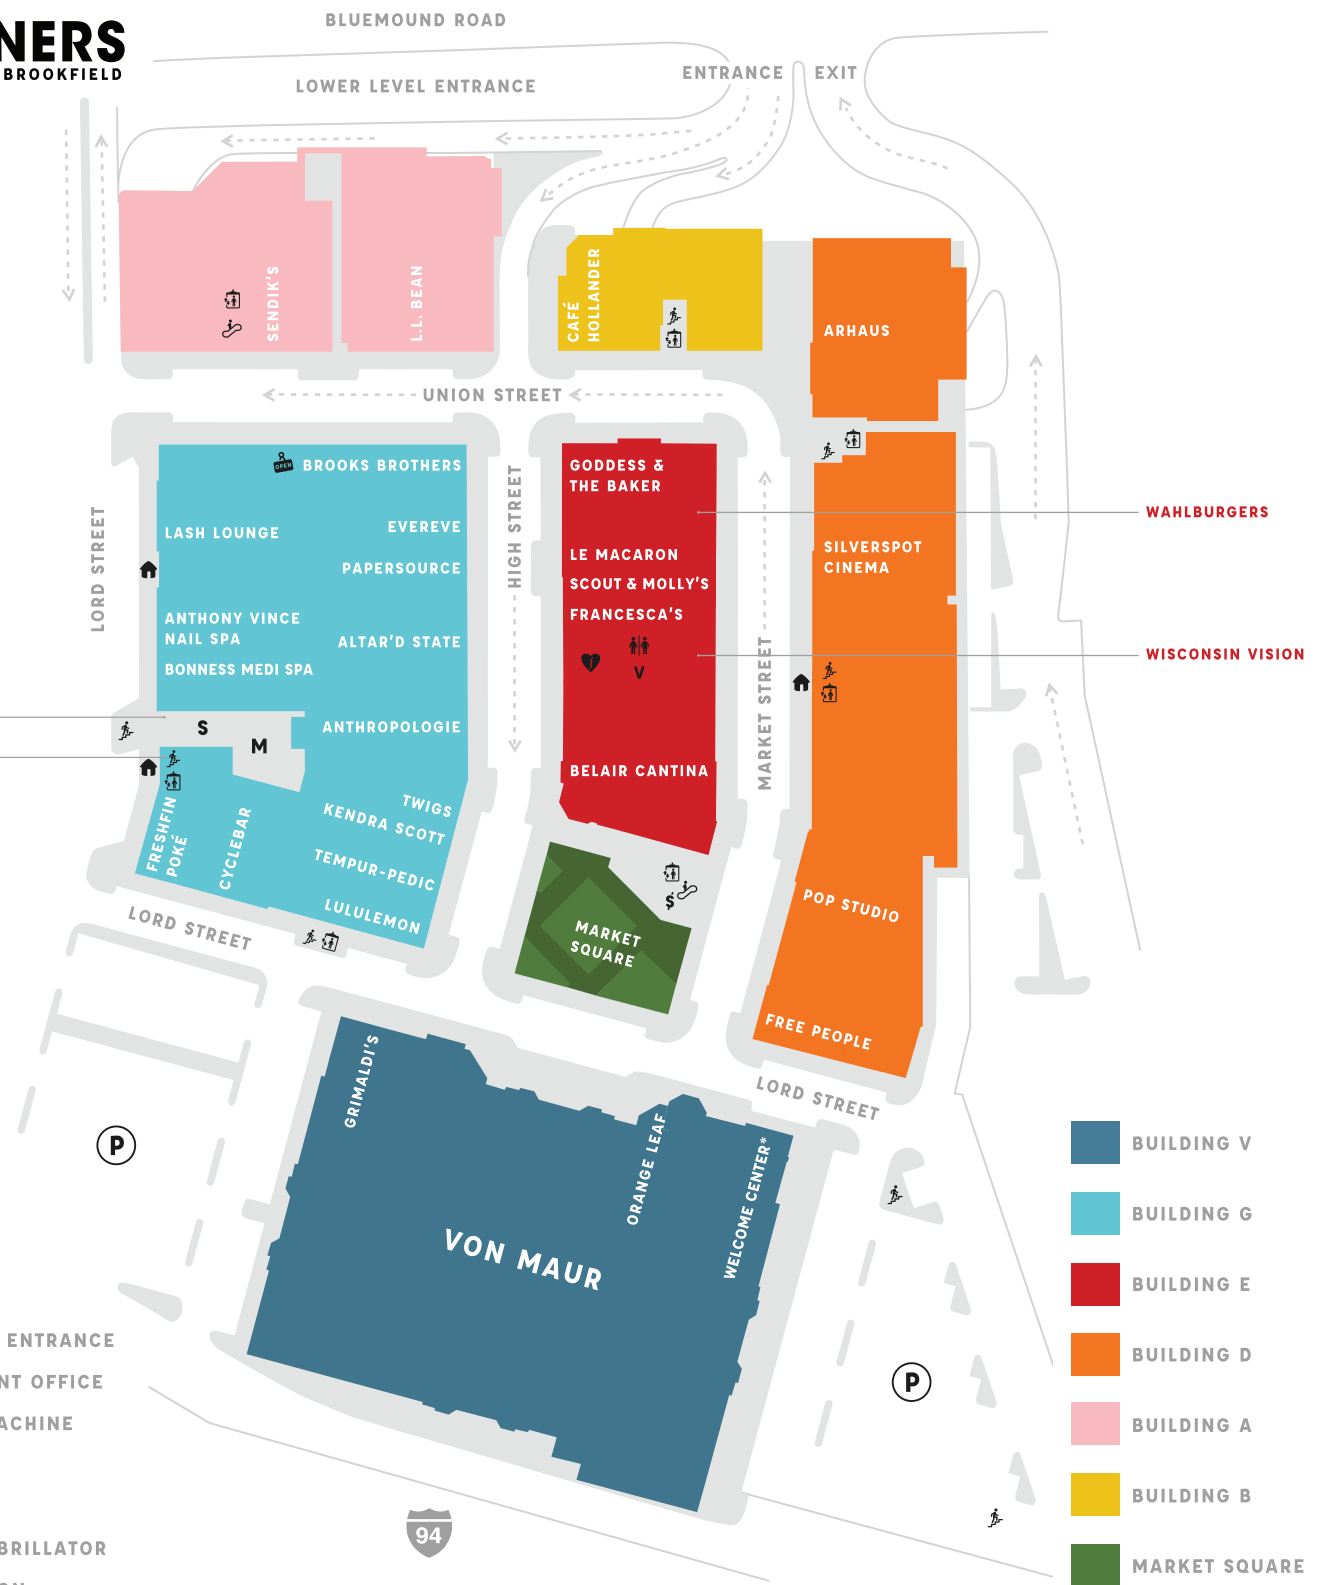 NERS
BROOKFIELD
BLUEMOUND ROAD
LOWER LEVEL ENTRANCE
ENTRANCE
EXIT
SENDIK'S
L.L. BEAN
CAFÉ
HOLLANDER
ARHAUS
UNION STREET
LORD STREET
HIGH STREET
MARKET STREET
OPEN
BROOKS BROTHERS
LASH LOUNGE
EVEREVE
PAPERSOURCE
ANTHONY VINCE
NAIL SPA
ALTAR'D STATE
BONNESS MEDI SPA
S
M
ANTHROPOLOGIE
FRESHFIN
POKÉ
CYCLEBAR
TWIGS
KENDRA SCOTT
TEMPUR-PEDIC
LULULEMON
LORD STREET
GODDESS &
THE BAKER
WAHLBURGERS
LE MACARON
SCOUT & MOLLY'S
FRANCESCA'S
V
WISCONSIN VISION
BELAIR CANTINA
$
MARKET
SQUARE
SILVERSPOT
CINEMA
POP STUDIO
FREE PEOPLE
LORD STREET
GRIMALDI'S
ORANGE LEAF
WELCOME CENTER*
VON MAUR
P
P
94
ENTRANCE
NT OFFICE
ACHINE
BRILLATOR
BUILDING V
BUILDING G
BUILDING E
BUILDING D
BUILDING A
BUILDING B
MARKET SQUARE